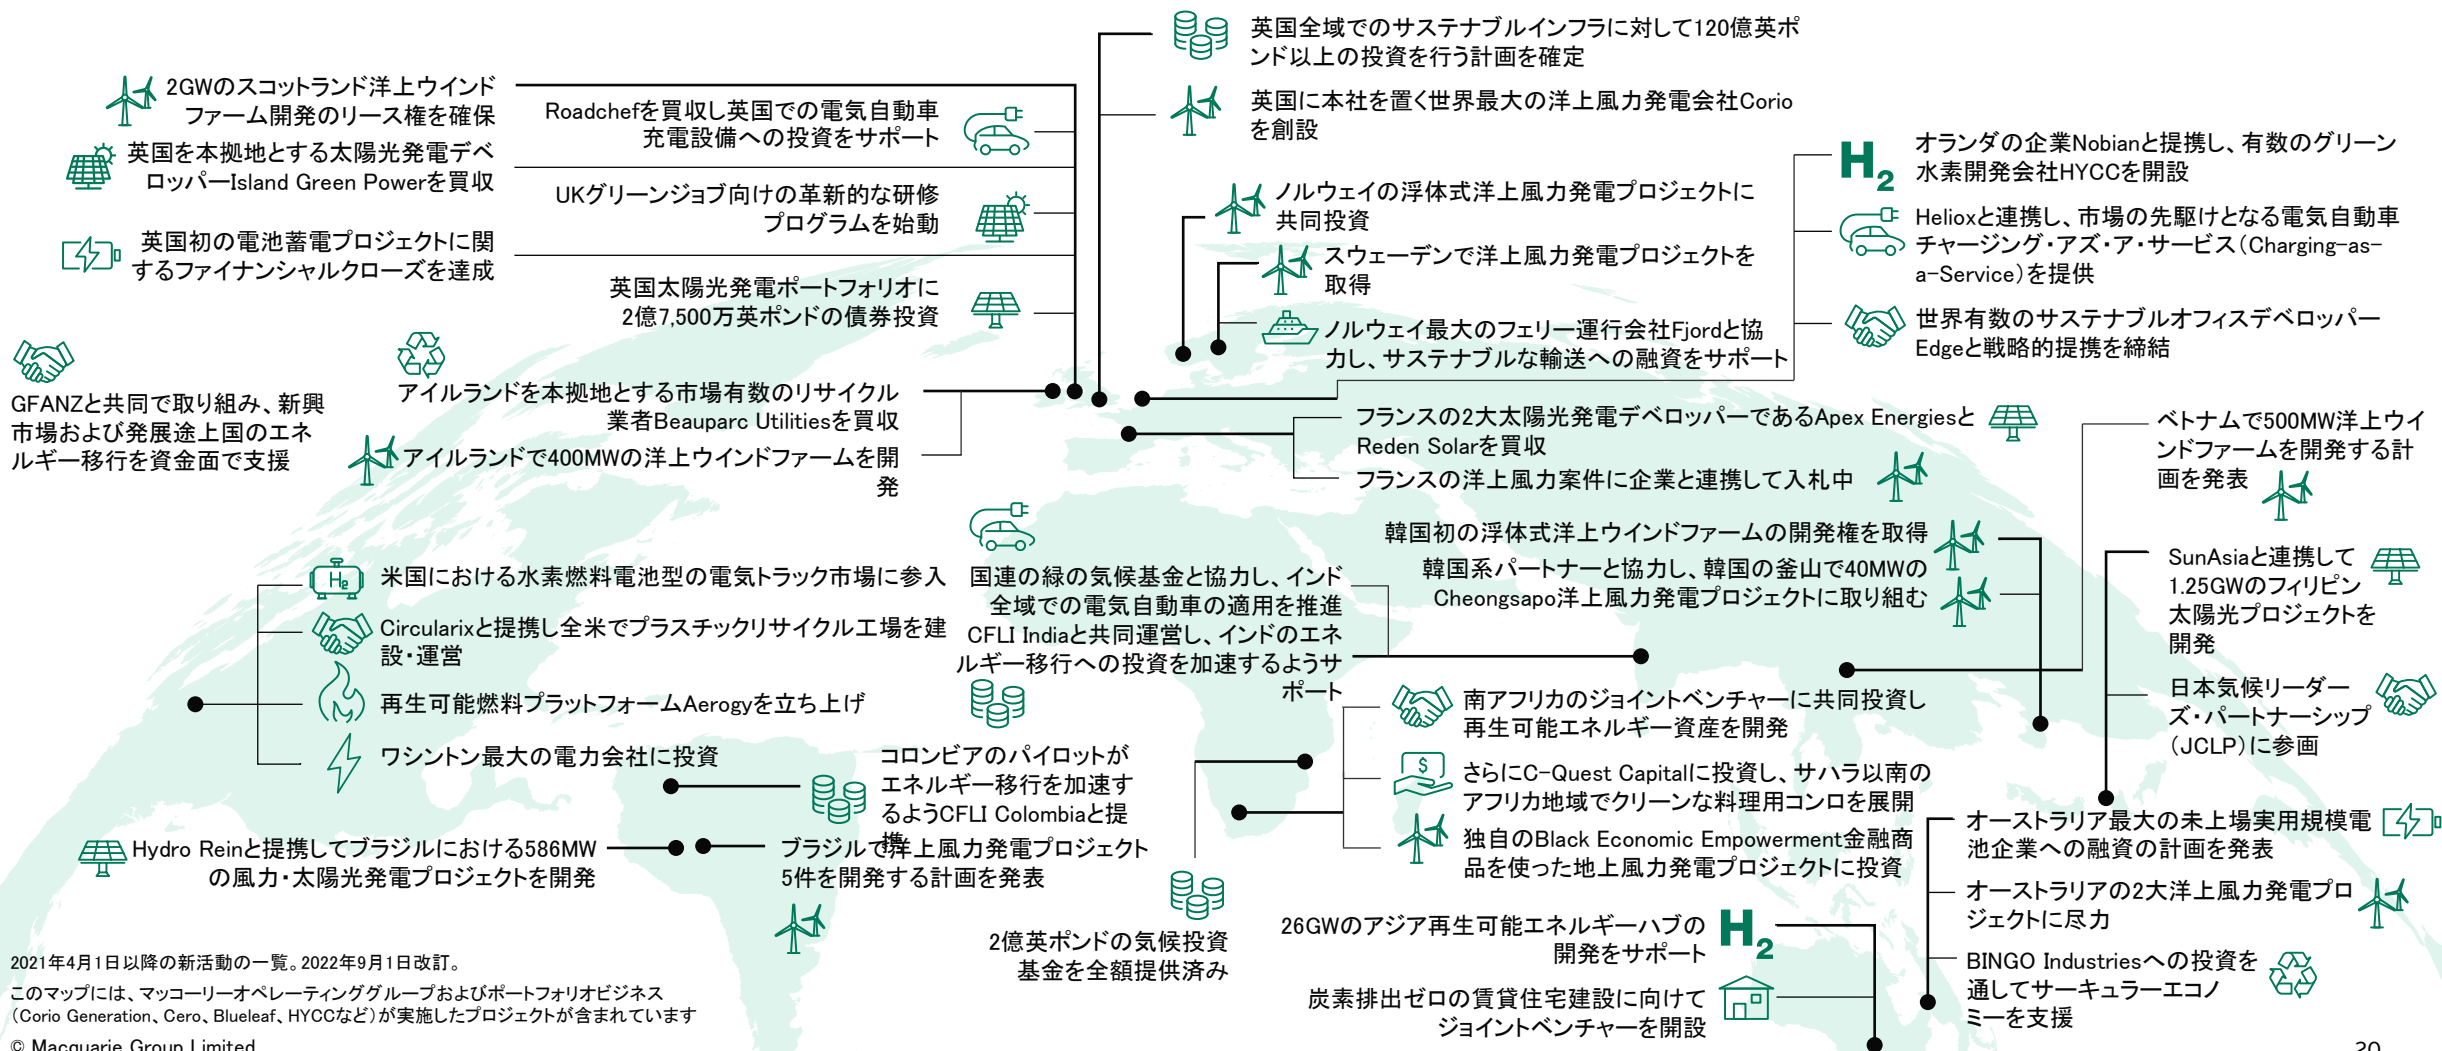 英国全域でのサステナブルインフラに対して120億英ポ
ンド以上の投資を行う計画を確定
英国に本社を置く世界最大の洋上風力発電会社Corio
を創設
2GWのスコットランド洋上ウインド
ファーム開発のリース権を確保
英国を本拠地とする太陽光発電デベ
ロッパーIsland Green Powerを買収
英国初の電池蓄電プロジェクトに関
するファイナンシャルクローズを達成
Roadchefを買収し英国での電気自動車
充電設備への投資をサポート
UKグリーンジョブ向けの革新的な研修
プログラムを始動
英国太陽光発電ポートフォリオに
2億7,500万英ポンドの債券投資
ノルウェイの浮体式洋上風力発電プロジェクトに
共同投資
スウェーデンで洋上風力発電プロジェクトを
取得
ノルウェイ最大のフェリー運行会社Fjordと協
力し、サステナブルな輸送への融資をサポート
H2
オランダの企業Nobianと提携し、有数のグリーン
水素開発会社HYCCを開設
Helioxと連携し、市場の先駆けとなる電気自動車
チャージング・アズ・ア・サービス（Charging-as-
a-Service）を提供
世界有数のサステナブルオフィスデベロッパー
Edgeと戦略的提携を締結
GFANZと共同で取り組み、新興
市場および発展途上国のエネ
ルギー移行を資金面で支援
アイルランドを本拠地とする市場有数のリサイクル
業者Beauparc Utilitiesを買収
アイルランドで400MWの洋上ウインドファームを開
発
フランスの2大太陽光発電デベロッパーであるApex Energiesと
Reden Solarを買収
フランスの洋上風力案件に企業と連携して入札中
ベトナムで500MW洋上ウイ
ンドファームを開発する計
画を発表
韓国初の浮体式洋上ウインドファームの開発権を取得
韓国系パートナーと協力し、韓国の釜山で40MWの
Cheongsapo洋上風力発電プロジェクトに取り組む
SunAsiaと連携して
1.25GWのフィリピン
太陽光プロジェクトを
開発
日本気候リーダー
ズ・パートナーシップ
（JCLP）に参画
H2
米国における水素燃料電池型の電気トラック市場に参入
Circularixと提携し全米でプラスチックリサイクル工場を建
設・運営
再生可能燃料プラットフォームAerogyを立ち上げ
ワシントン最大の電力会社に投資
国連の緑の気候基金と協力し、インド
全域での電気自動車の適用を推進
CFLI Indiaと共同運営し、インドのエネ
ルギー移行への投資を加速するようサ
ポート
南アフリカのジョイントベンチャーに共同投資し
再生可能エネルギー資産を開発
$
さらにC-Quest Capitalに投資し、サハラ以南の
アフリカ地域でクリーンな料理用コンロを展開
独自のBlack Economic Empowerment金融商
品を使った地上風力発電プロジェクトに投資
コロンビアのパイロットが
エネルギー移行を加速す
るようCFLI Colombiaと提
携
Hydro Reinと提携してブラジルにおける586MW
の風力・太陽光発電プロジェクトを開発
ブラジルで洋上風力発電プロジェクト
5件を開発する計画を発表
2億英ポンドの気候投資
基金を全額提供済み
オーストラリア最大の未上場実用規模電
池企業への融資の計画を発表
オーストラリアの2大洋上風力発電プロ
ジェクトに尽力
BINGO Industriesへの投資を
通してサーキュラーエコノ
ミーを支援
26GWのアジア再生可能エネルギーハブの
開発をサポート
H2
炭素排出ゼロの賃貸住宅建設に向けて
ジョイントベンチャーを開設
2021年4月1日以降の新活動の一覧。2022年9月1日改訂。
このマップには、マッコーリーオペレーティンググループおよびポートフォリオビジネス
（Corio Generation、Cero、Blueleaf、HYCCなど）が実施したプロジェクトが含まれています
© Macquarie Group Limited
20